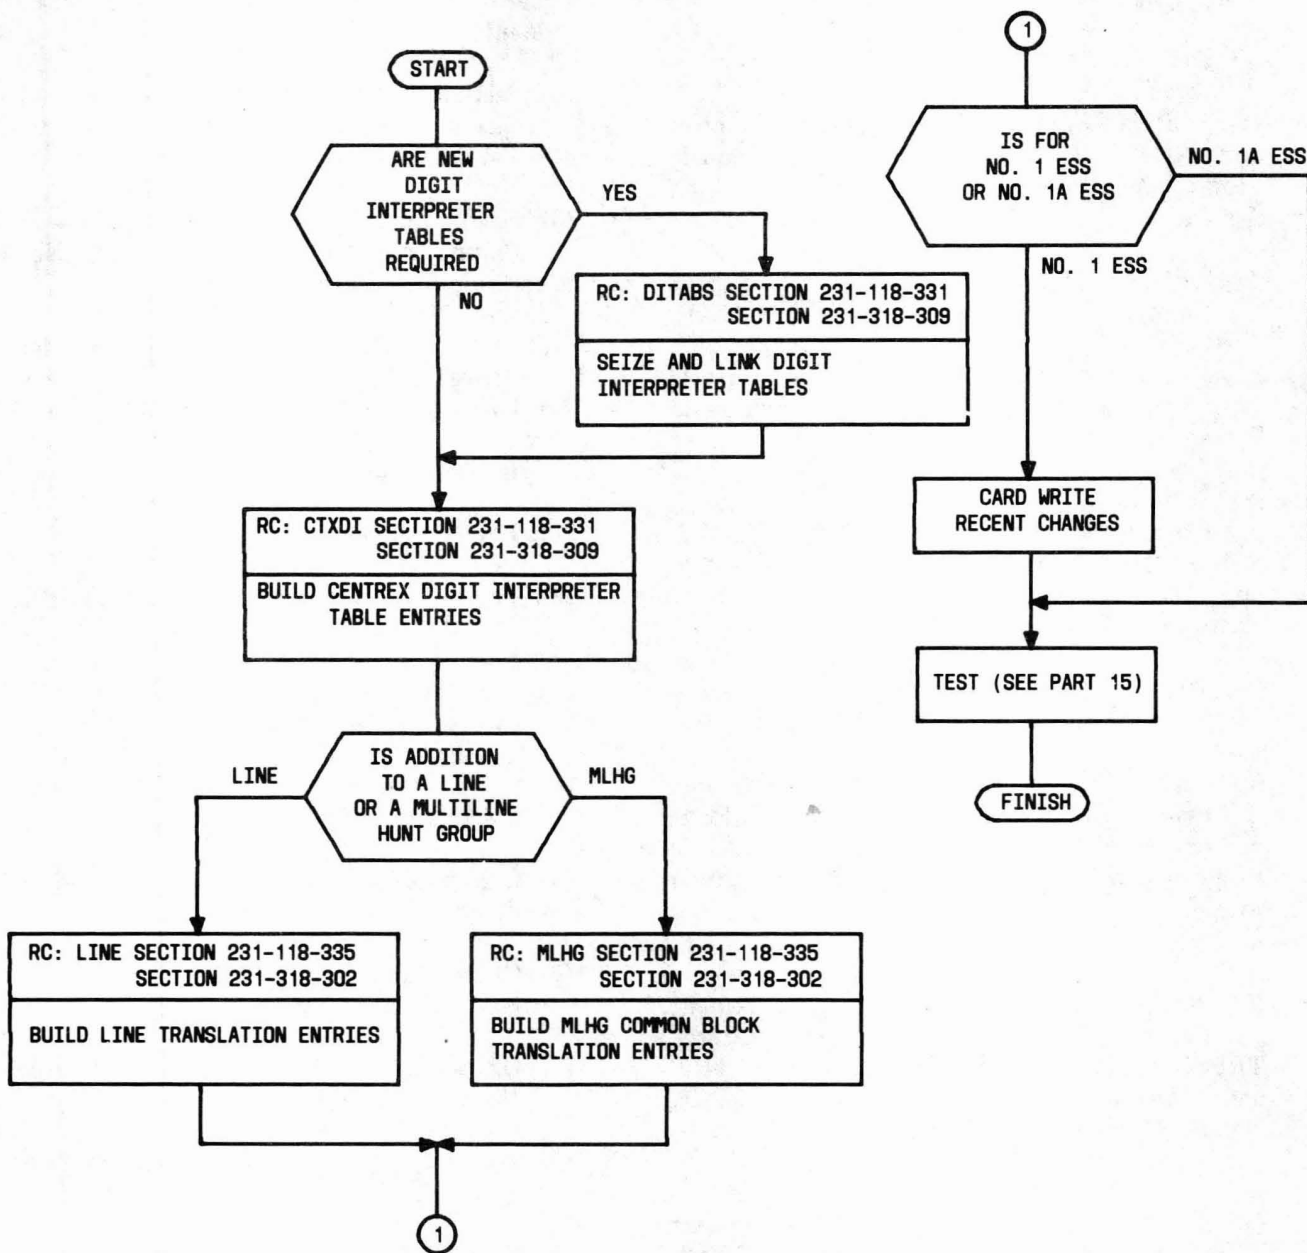 START
ARE NEW
DIGIT
INTERPRETER
TABLES
REQUIRED
YES
NO
RC: DITABS SECTION 231-118-331
SECTION 231-318-309
SEIZE AND LINK DIGIT
INTERPRETER TABLES
RC: CTXDI SECTION 231-118-331
SECTION 231-318-309
BUILD CENTREX DIGIT INTERPRETER
TABLE ENTRIES
IS ADDITION
TO A LINE
OR A MULTILINE
HUNT GROUP
LINE
MLHG
RC: LINE SECTION 231-118-335
SECTION 231-318-302
BUILD LINE TRANSLATION ENTRIES
RC: MLHG SECTION 231-118-335
SECTION 231-318-302
BUILD MLHG COMMON BLOCK
TRANSLATION ENTRIES
1
1
IS FOR
NO. 1 ESS
OR NO. 1A ESS
NO. 1A ESS
NO. 1 ESS
CARD WRITE
RECENT CHANGES
TEST (SEE PART 15)
FINISH